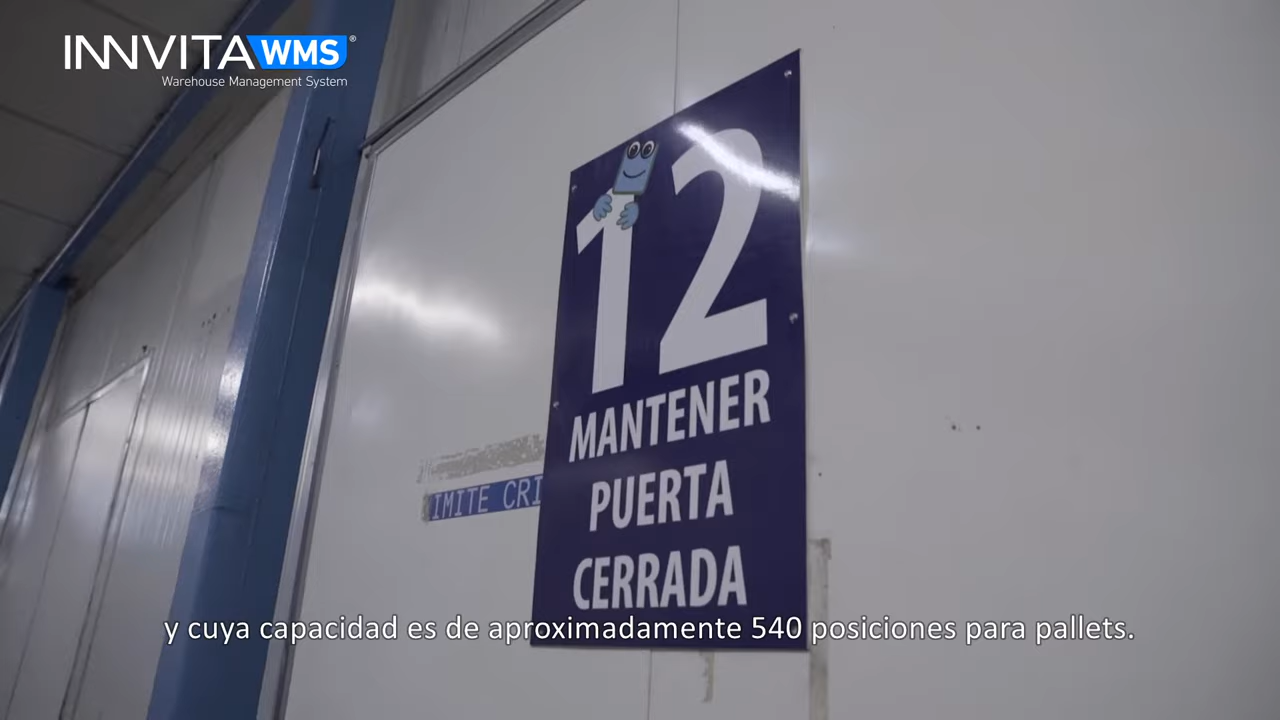 INNVITA WMS®
Warehouse Management System
12
MANTENER
PUERTA
CERRADA
IMITE CRI
y cuya capacidad es de aproximadamente 540 posiciones para pallets.